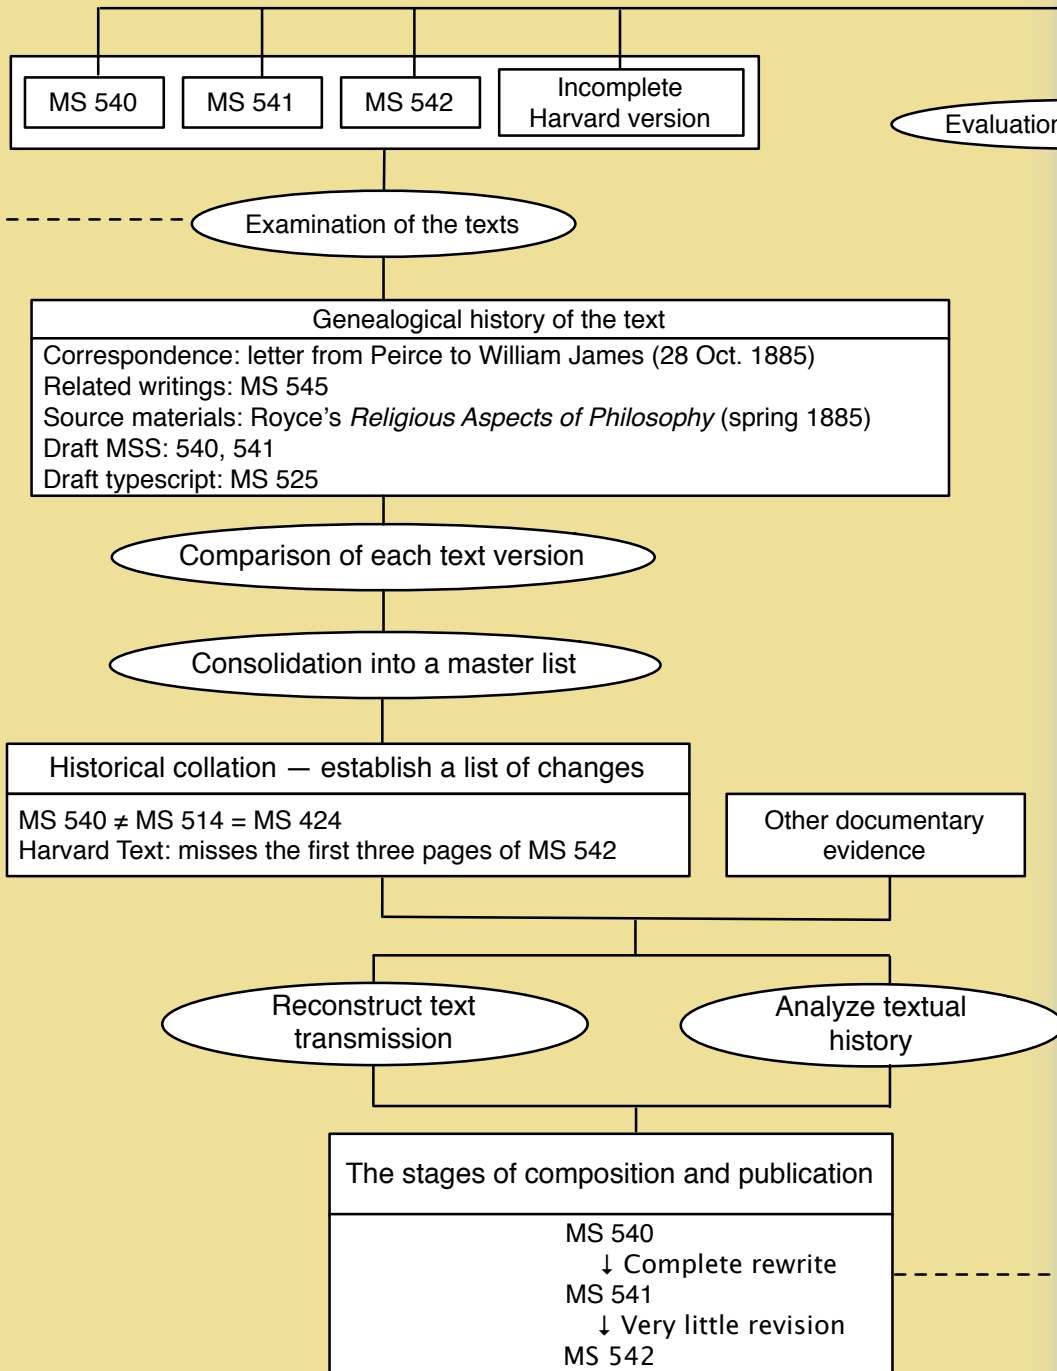 MS 540
MS 541
MS 542
Incomplete
Harvard version
Evaluation
Examination of the texts
Genealogical history of the text
Correspondence: letter from Peirce to William James (28 Oct. 1885)
Related writings: MS 545
Source materials: Royce’s Religious Aspects of Philosophy (spring 1885)
Draft MSS: 540, 541
Draft typescript: MS 525
Comparison of each text version
Consolidation into a master list
Historical collation — establish a list of changes
MS 540 ≠ MS 514 = MS 424
Harvard Text: misses the first three pages of MS 542
Other documentary
evidence
Reconstruct text
transmission
Analyze textual
history
The stages of composition and publication
MS 540
↓ Complete rewrite
MS 541
↓ Very little revision
MS 542